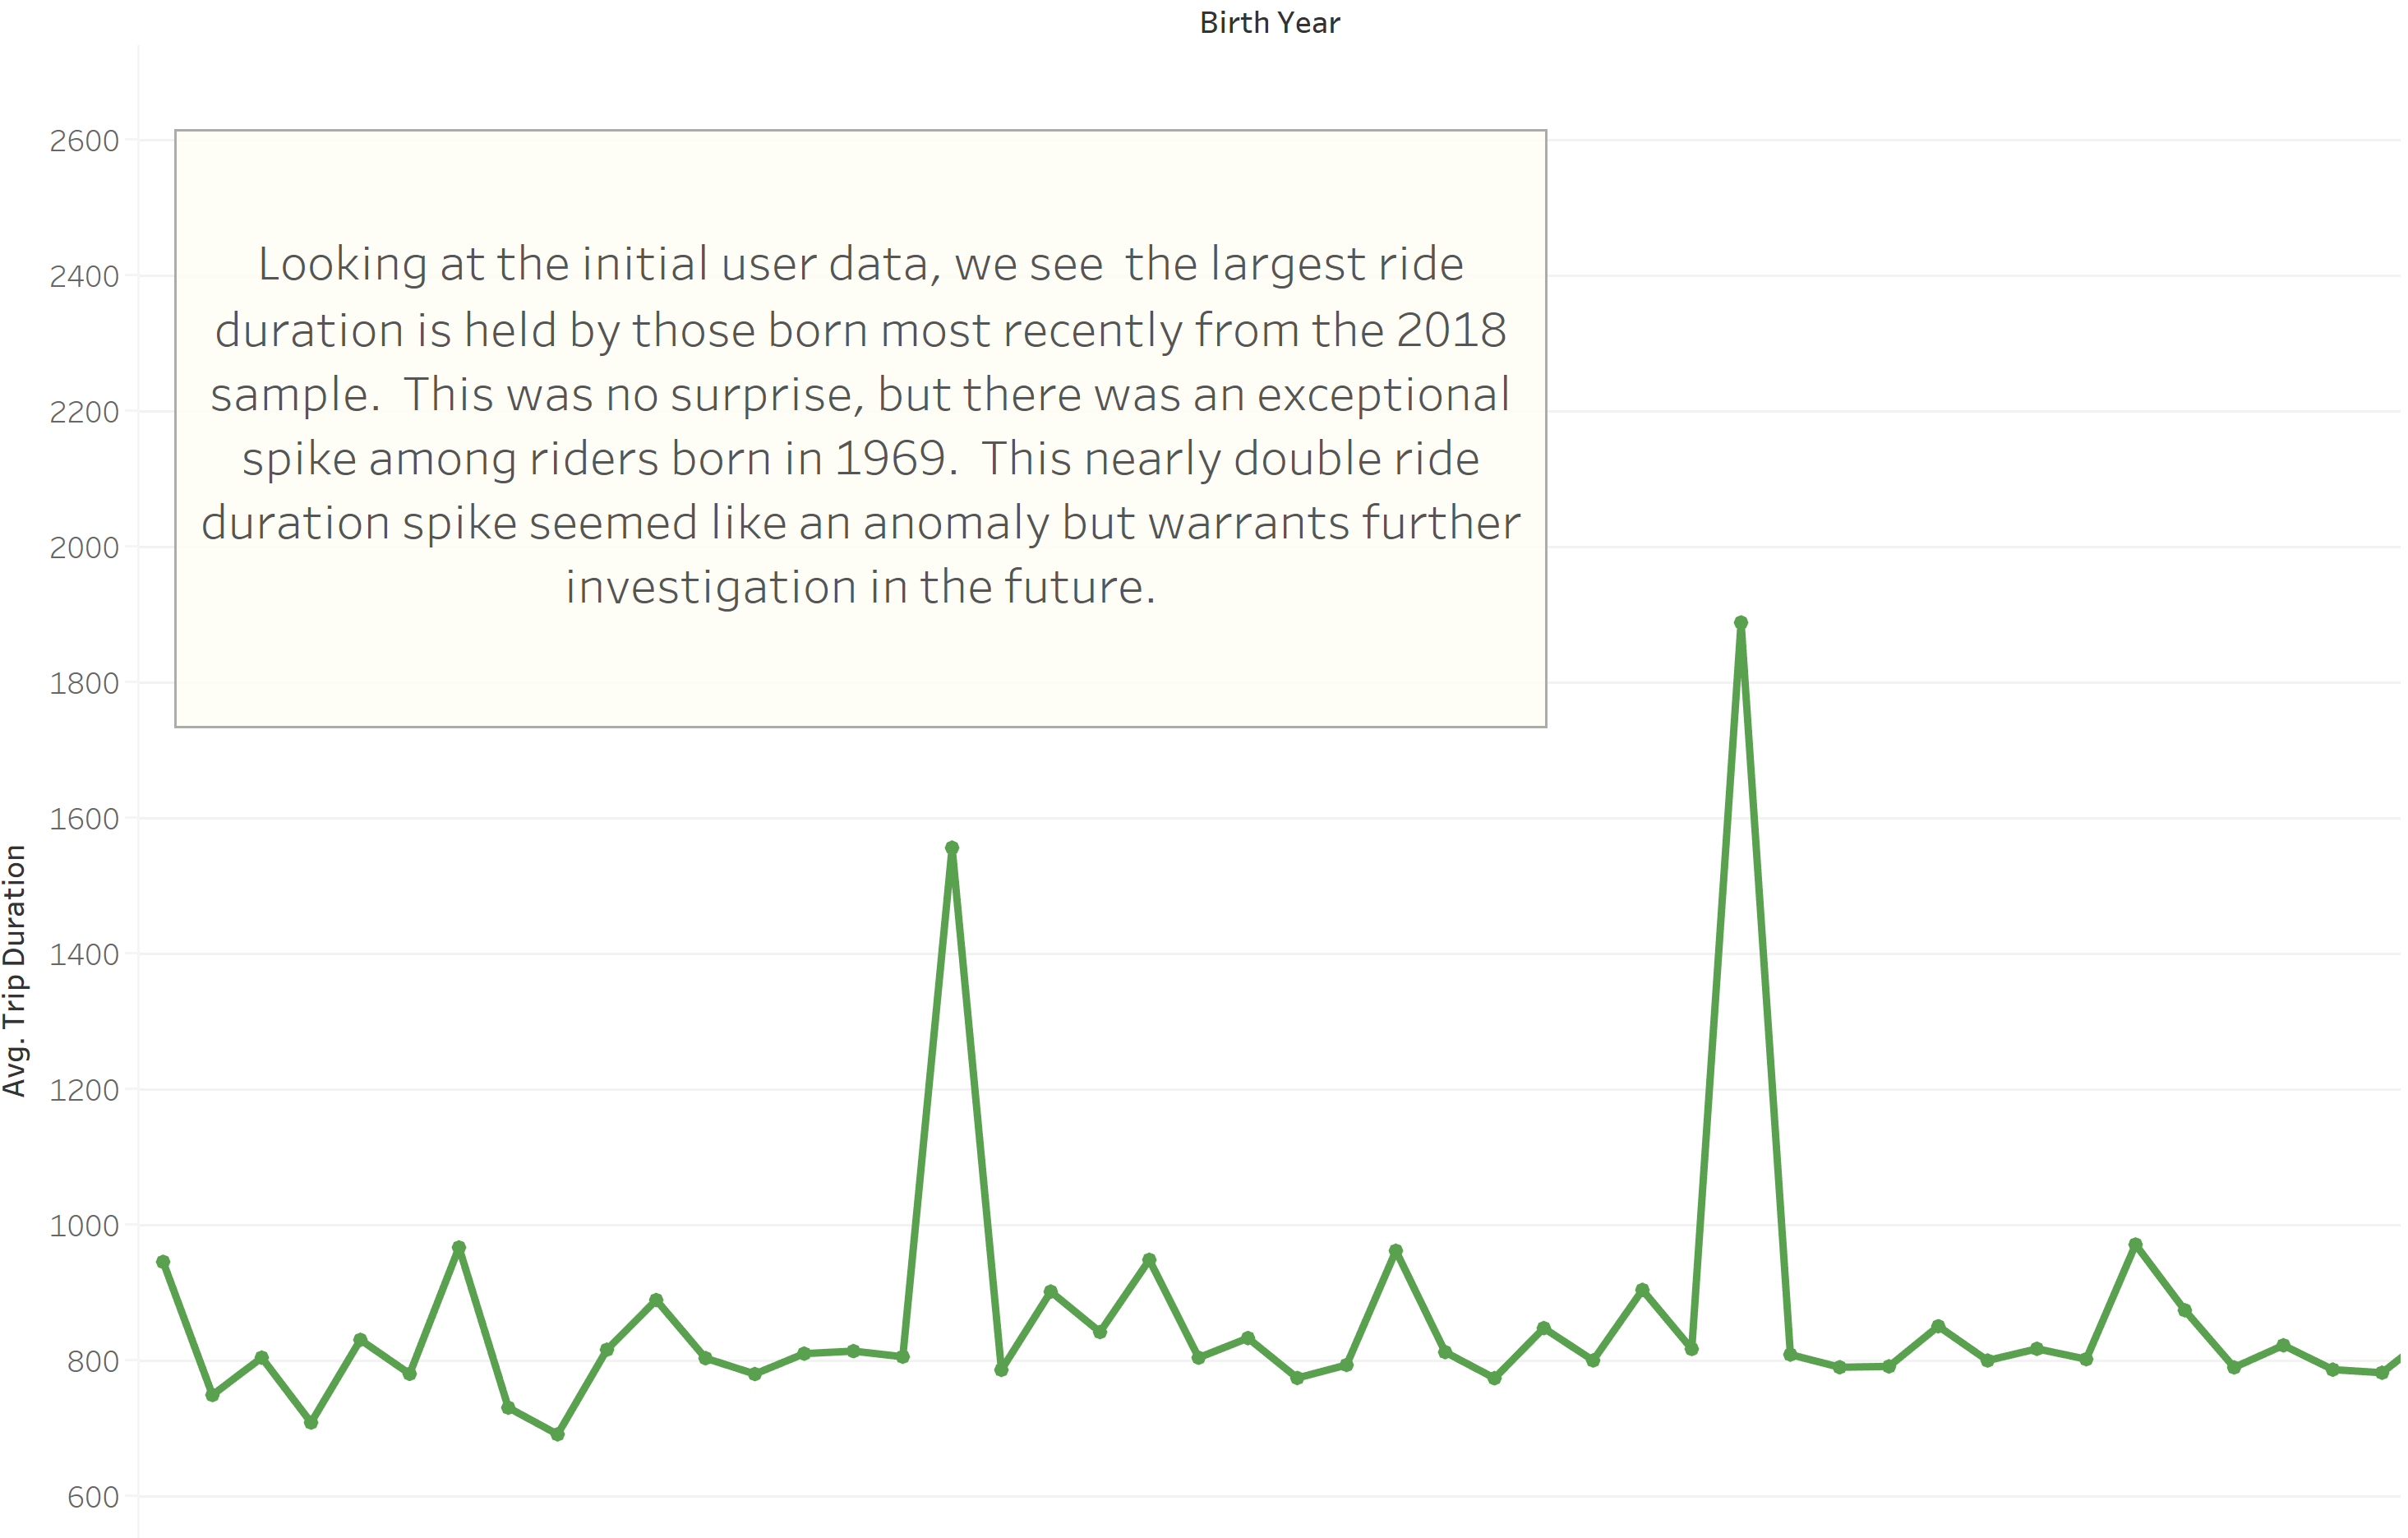 Birth Year
2600
2400
2200
2000
1800
1600
1400
1200
1000
800
600
Avg. Trip Duration
Looking at the initial user data, we see  the largest ride
duration is held by those born most recently from the 2018
sample.  This was no surprise, but there was an exceptional
spike among riders born in 1969.  This nearly double ride
duration spike seemed like an anomaly but warrants further
investigation in the future.